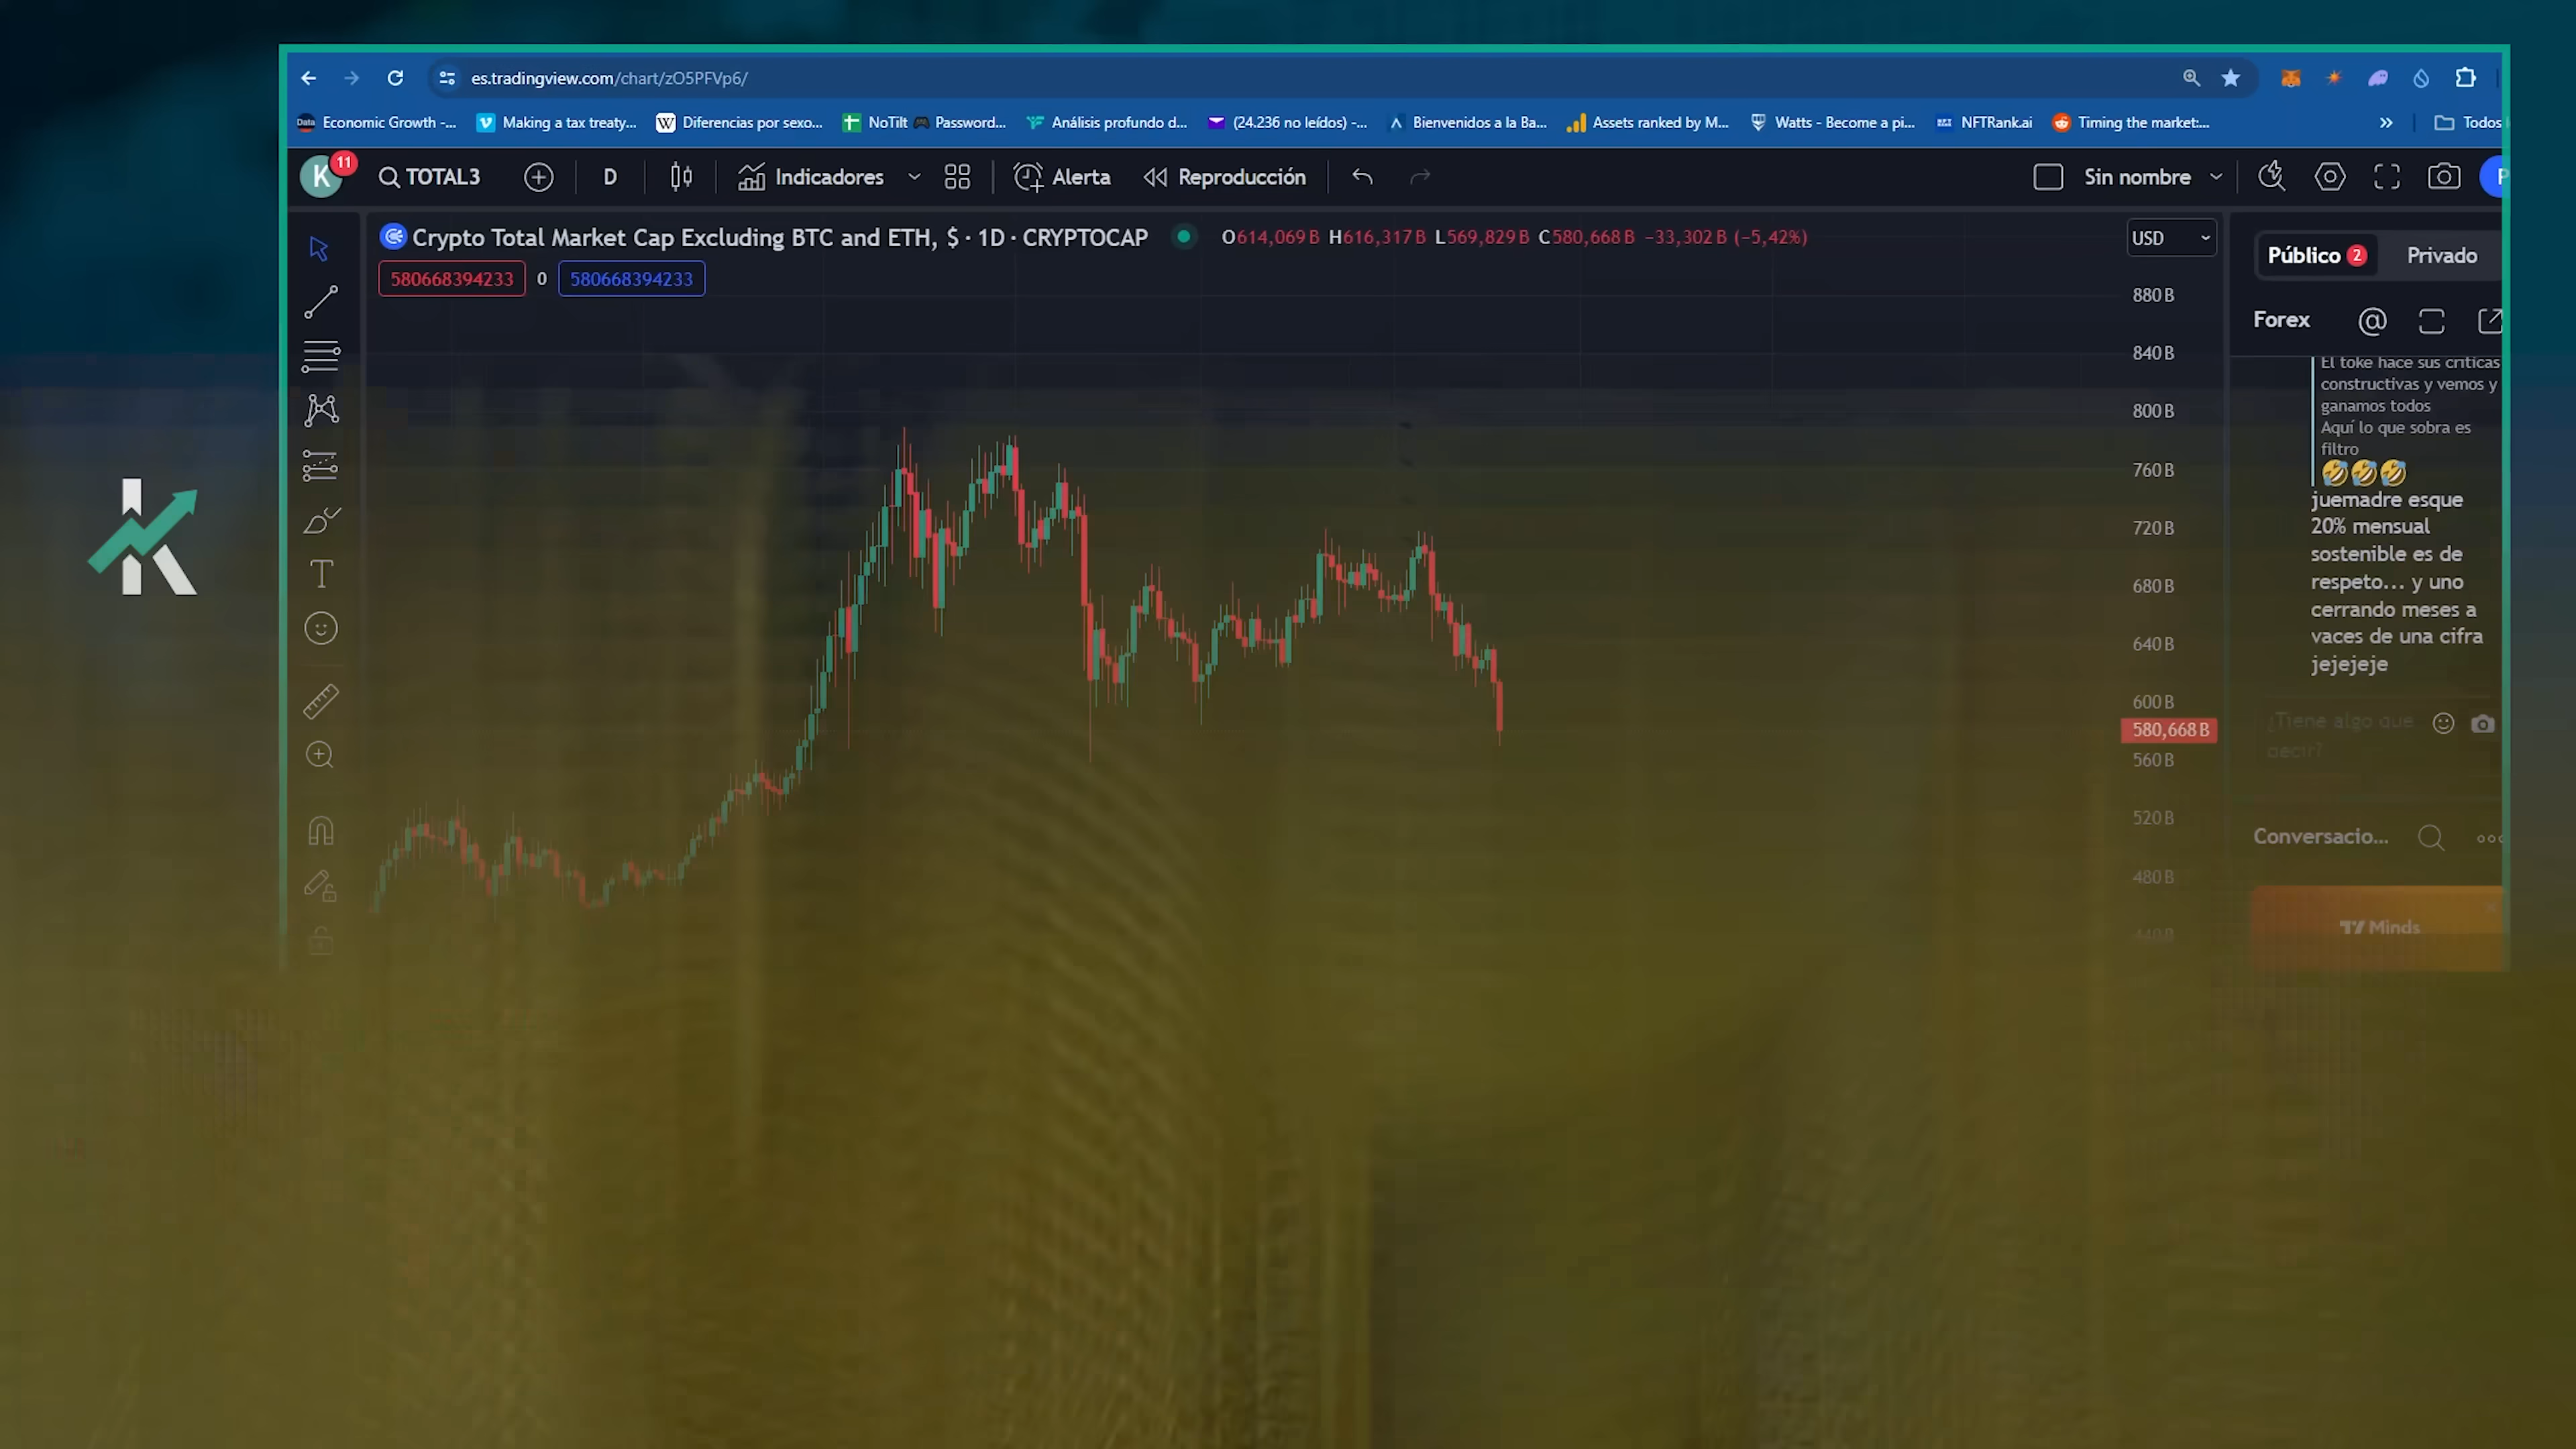 es.tradingview.com/chart/zO5PFVp6/
Economic Growth -... Making a tax treaty... Diferencias por sexo... NoTilt 🎮 Password... Análisis profundo d... (24.236 no leídos) -... Bienvenidos a la Ba... Assets ranked by M... Watts - Become a pi... NFTRank.ai Timing the market:... » Todos
K 11 TOTAL3 D Indicadores Alerta Reproducción Sin nombre P
Crypto Total Market Cap Excluding BTC and ETH, $ · 1D · CRYPTOCAP O614,069 B H616,317 B L569,829 B C580,668 B −33,302 B (−5,42%) USD
580668394233 0 580668394233
880 B
840 B
800 B
760 B
720 B
680 B
640 B
600 B
580,668 B
560 B
520 B
480 B
440 B
Público 2 Privado
Forex
El toke hace sus criticas
constructivas y vemos y
ganamos todos
Aquí lo que sobra es
filtro
🤣🤣🤣
juemadre esque
20% mensual
sostenible es de
respeto... y uno
cerrando meses a
vaces de una cifra
jejejeje
¿Tiene algo que
decir?
Conversacio...
Minds